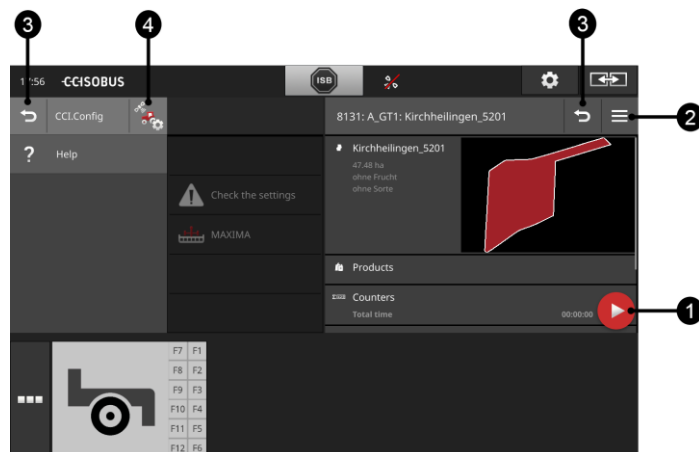 3
4
3
17:56
CCISOBUS
ISB
CCI.Config
8131: A_GT1: Kirchheilingen_5201
2
? Help
Kirchheilingen_5201
47.48 ha
ohne Frucht
ohne Sorte
Check the settings
MAXIMA
Products
Counters
Total time 00:00:00
1
F7 F1
F8 F2
F9 F3
F10 F4
F11 F5
F12 F6